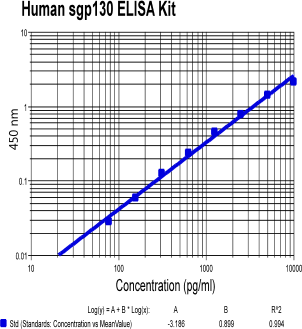 Human sgp130 ELISA Kit
10
1
0.1
0.01
450 nm
10 100 1000 10000
Concentration (pg/ml)
Log(y) = A + B * Log(x): A B R^2
Std (Standards: Concentration vs MeanValue) -3.186 0.899 0.994